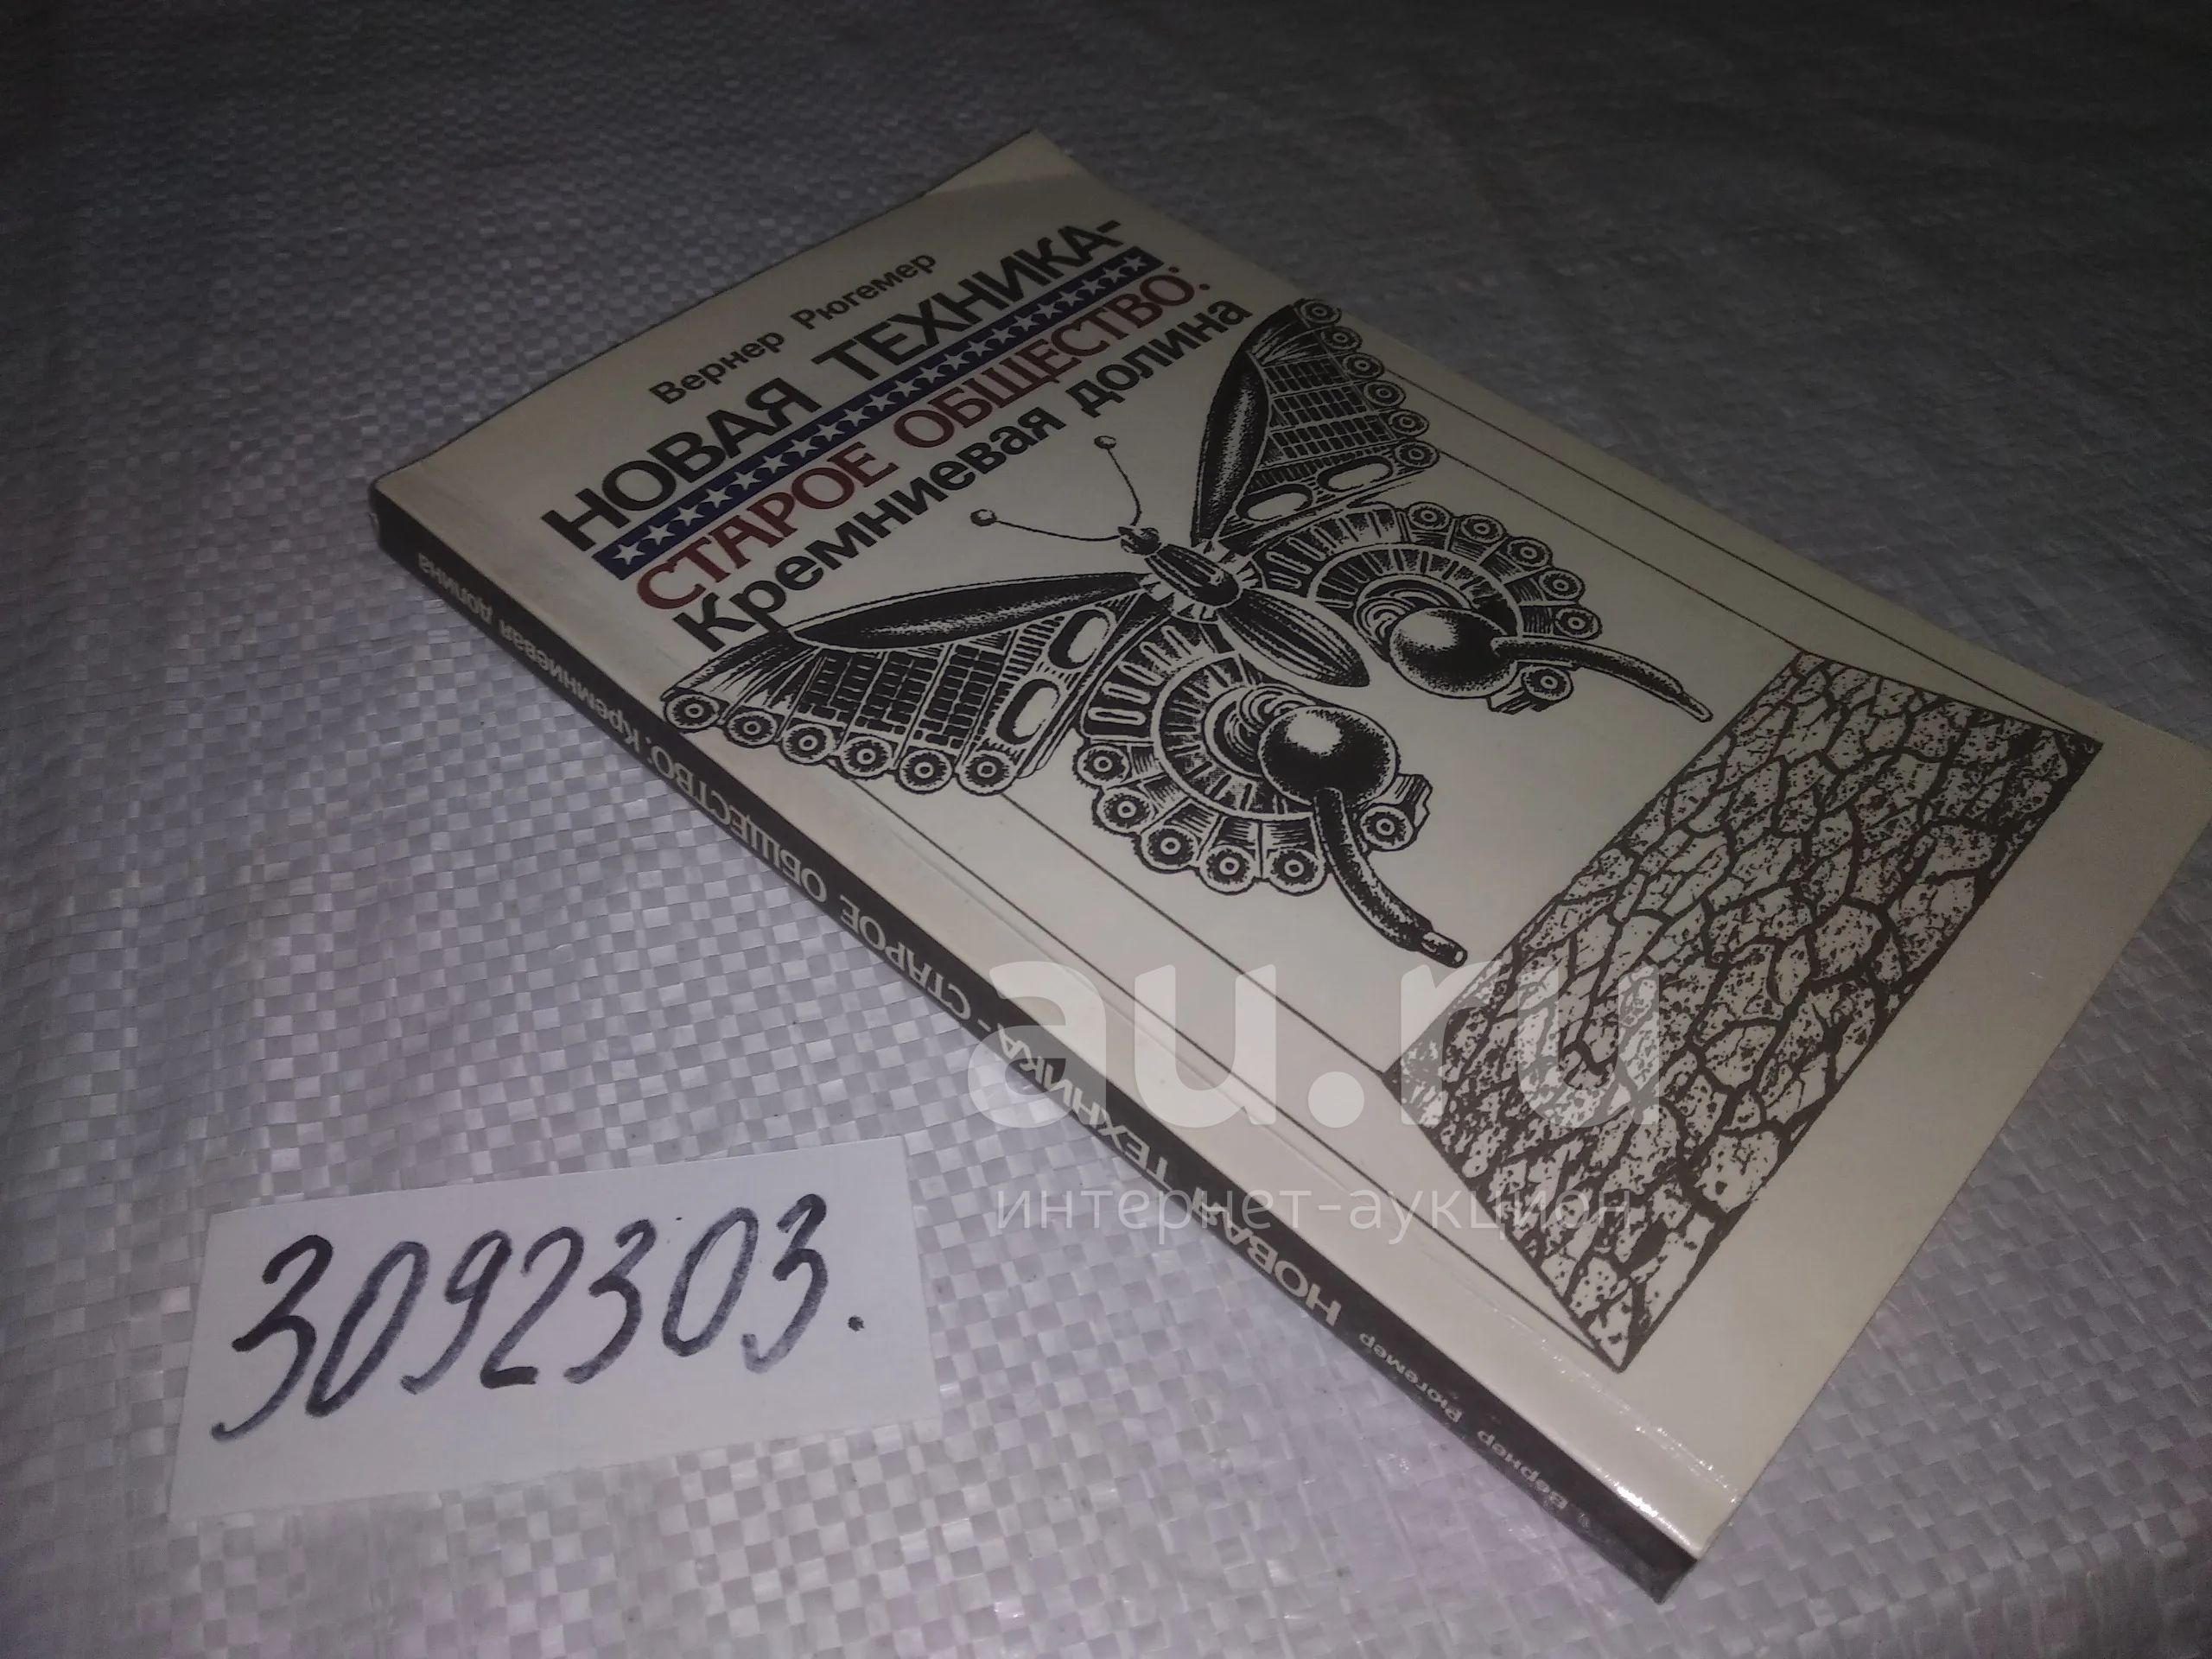 Вернер Рюгемер
НОВАЯ ТЕХНИКА-
СТАРОЕ ОБЩЕСТВО:
Кремниевая долина
Вернер Рюгемер НОВАЯ ТЕХНИКА - СТАРОЕ ОБЩЕСТВО: Кремниевая долина
au.ru
интернет-аукцион
3092303.